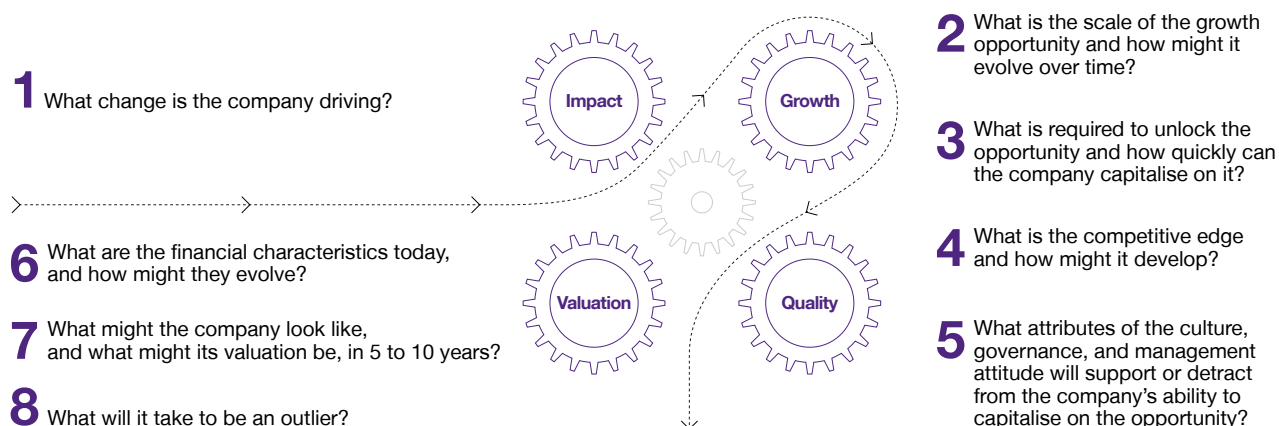 1 What change is the company driving?
Impact
Growth
2 What is the scale of the growth
opportunity and how might it
evolve over time?
3 What is required to unlock the
opportunity and how quickly can
the company capitalise on it?
4 What is the competitive edge
and how might it develop?
Quality
5 What attributes of the culture,
governance, and management
attitude will support or detract
from the company's ability to
capitalise on the opportunity?
Valuation
6 What are the financial characteristics today,
and how might they evolve?
7 What might the company look like,
and what might its valuation be, in 5 to 10 years?
8 What will it take to be an outlier?